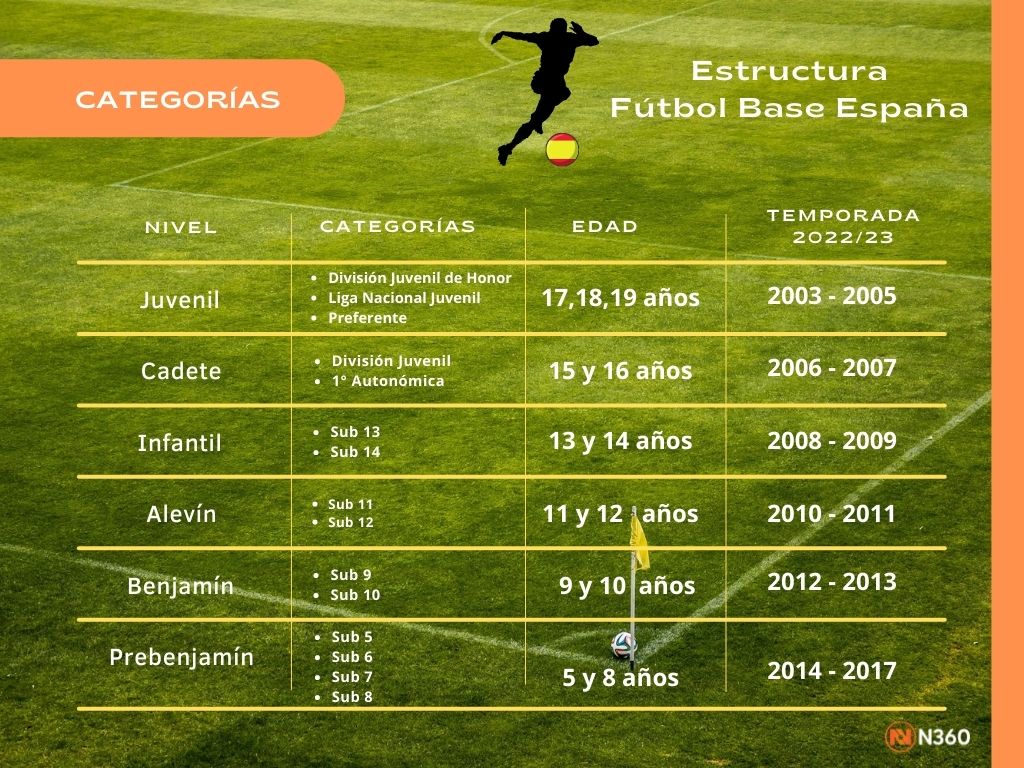 CATEGORÍAS
Estructura
Fútbol Base España
NIVEL
CATEGORÍAS
EDAD
TEMPORADA
2022/23
Juvenil
• División Juvenil de Honor
• Liga Nacional Juvenil
• Preferente
17,18,19 años
2003 - 2005
Cadete
• División Juvenil
• 1° Autonómica
15 y 16 años
2006 - 2007
Infantil
• Sub 13
• Sub 14
13 y 14 años
2008 - 2009
Alevín
• Sub 11
• Sub 12
11 y 12 años
2010 - 2011
Benjamín
• Sub 9
• Sub 10
9 y 10 años
2012 - 2013
Prebenjamín
• Sub 5
• Sub 6
• Sub 7
• Sub 8
5 y 8 años
2014 - 2017
N360